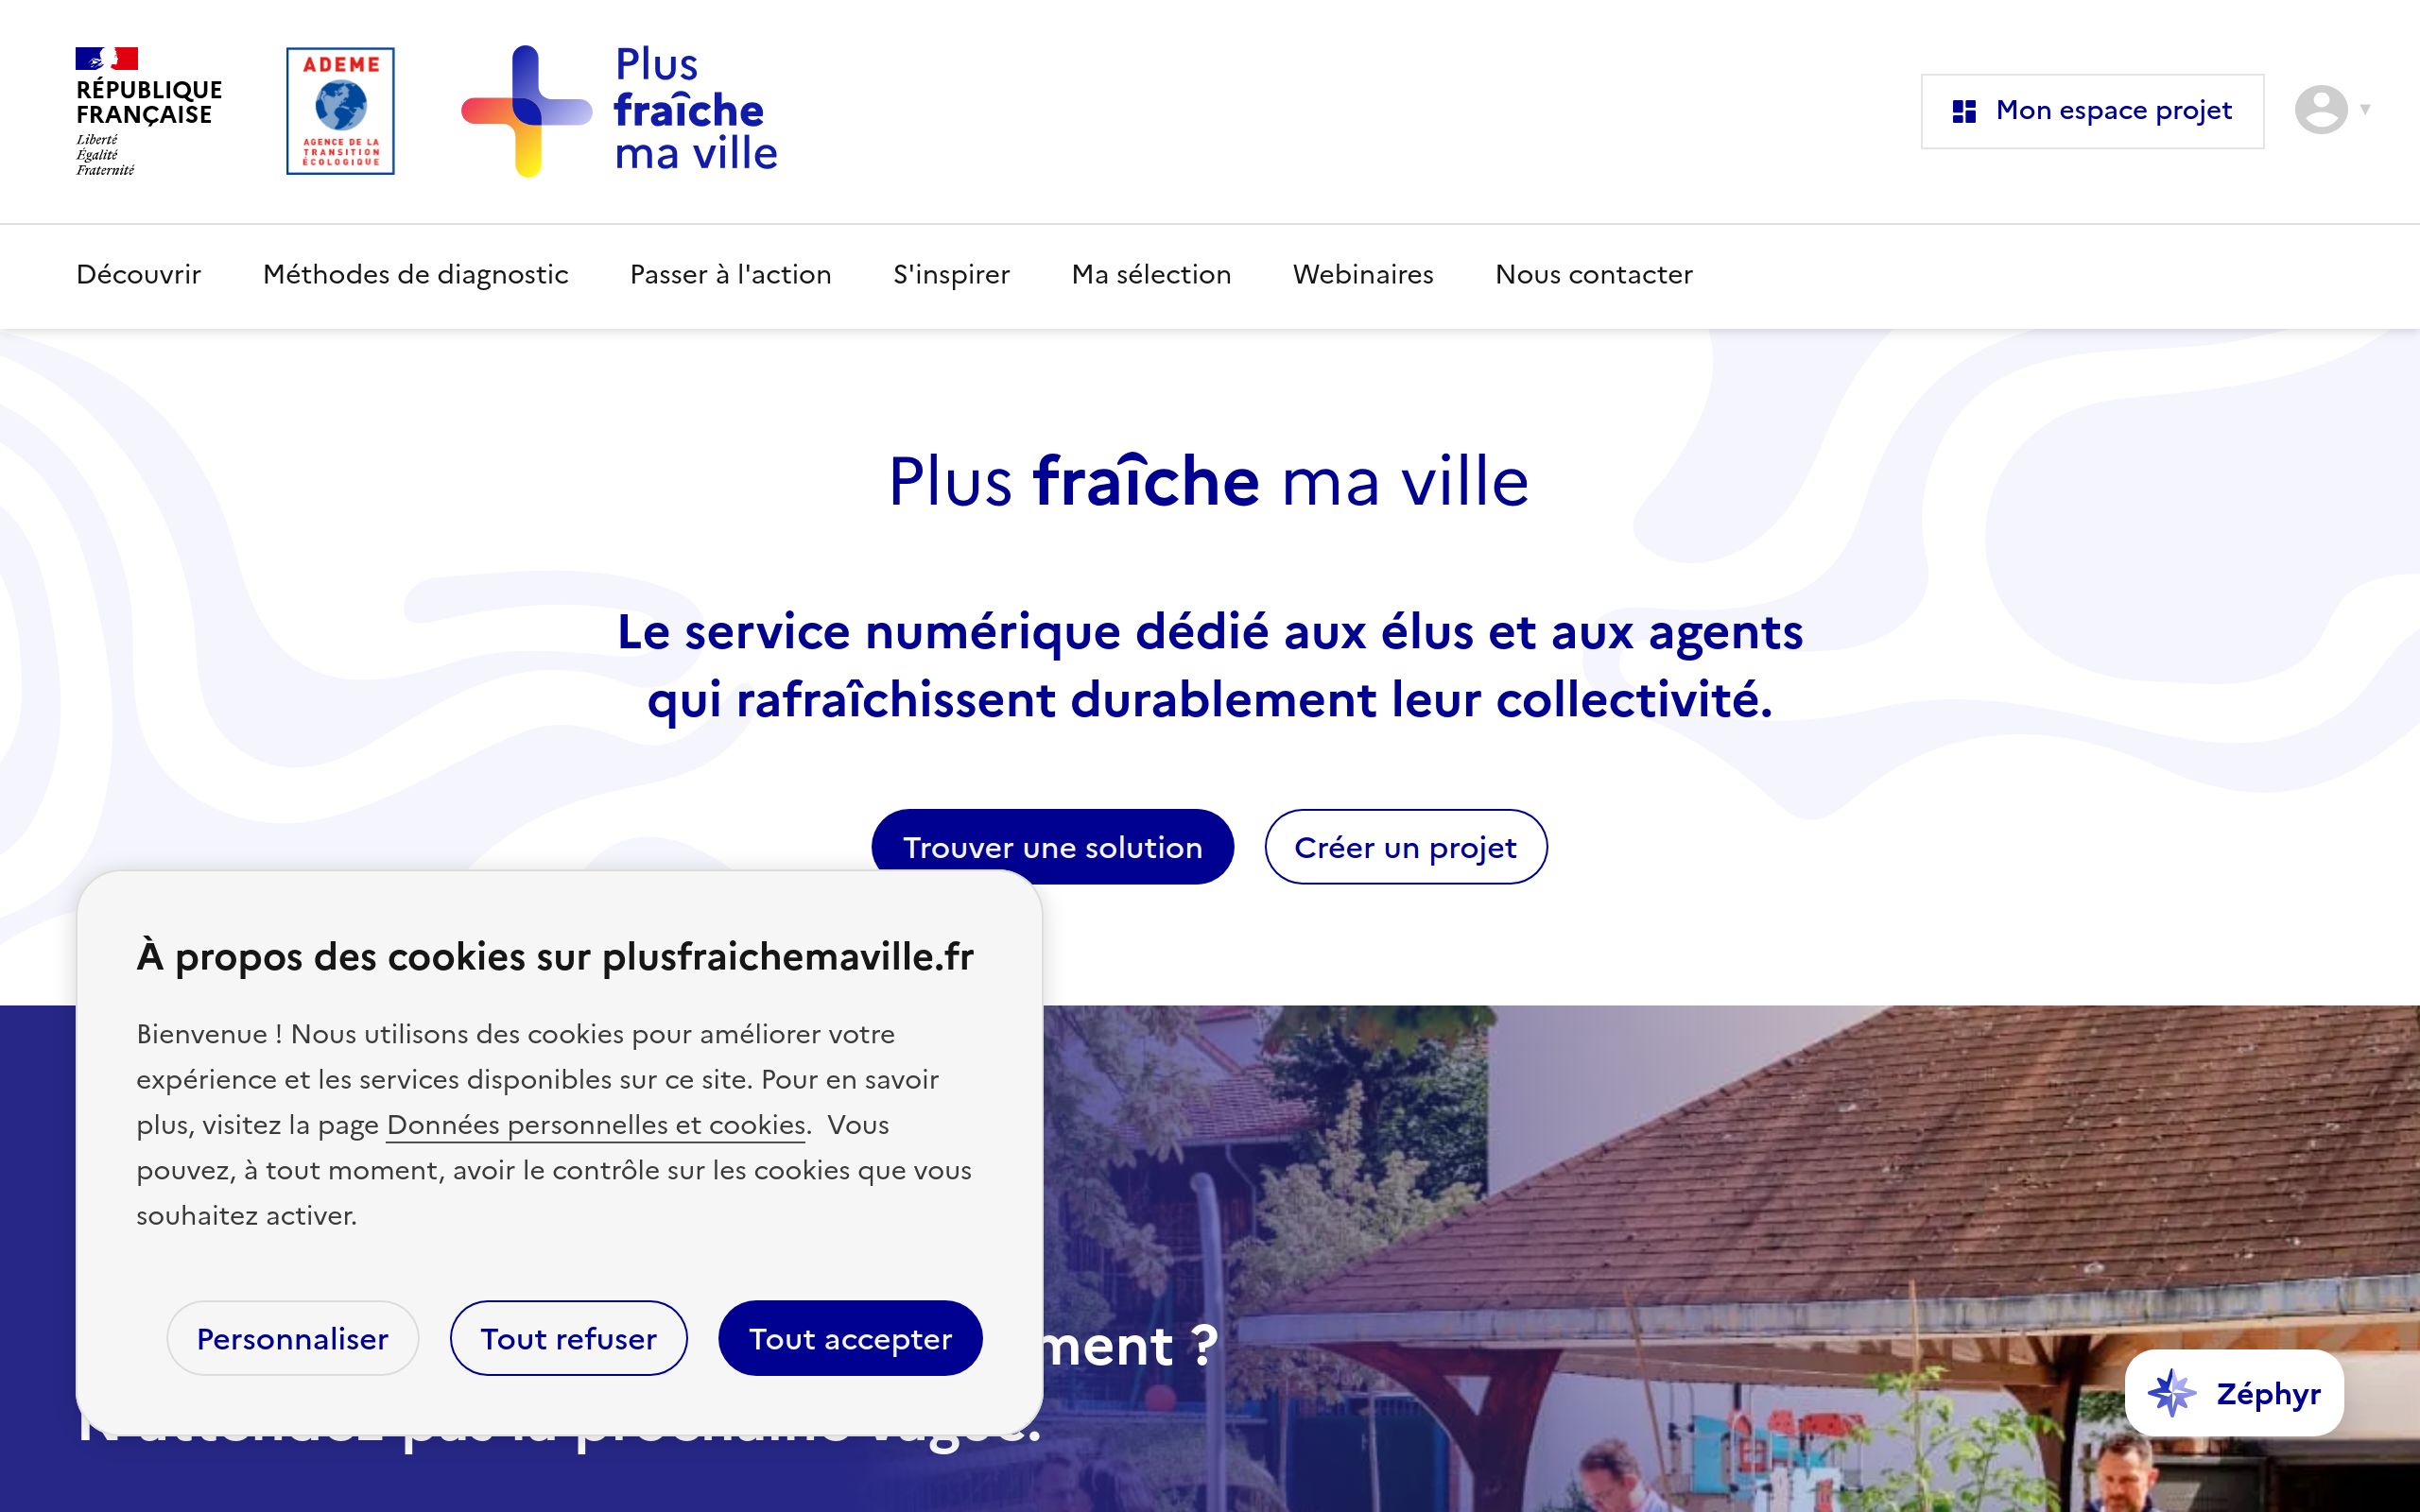 RÉPUBLIQUE
FRANÇAISE
Liberté
Égalité
Fraternité
ADEME
AGENCE DE LA
TRANSITION
ÉCOLOGIQUE
Plus
fraîche
ma ville
Mon espace projet
Découvrir
Méthodes de diagnostic
Passer à l'action
S'inspirer
Ma sélection
Webinaires
Nous contacter
Plus fraîche ma ville
Le service numérique dédié aux élus et aux agents
qui rafraîchissent durablement leur collectivité.
Trouver une solution
Créer un projet
À propos des cookies sur plusfraichemaville.fr
Bienvenue ! Nous utilisons des cookies pour améliorer votre
expérience et les services disponibles sur ce site. Pour en savoir
plus, visitez la page Données personnelles et cookies. Vous
pouvez, à tout moment, avoir le contrôle sur les cookies que vous
souhaitez activer.
Personnaliser
Tout refuser
Tout accepter
ment ?
N'attendez pas la prochaine vague.
Zéphyr